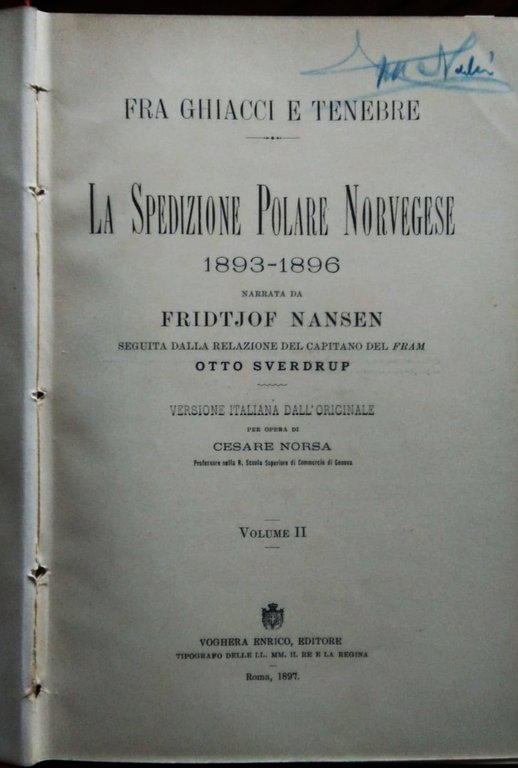 FRA GHIACCI E TENEBRE
LA SPEDIZIONE POLARE NORVEGESE
1893-1896
NARRATA DA
FRIDTJOF NANSEN
SEGUITA DALLA RELAZIONE DEL CAPITANO DEL FRAM
OTTO SVERDRUP
VERSIONE ITALIANA DALL'ORIGINALE
PER OPERA DI
CESARE NORSA
Professore nella R. Scuola Superiore di Commercio di Genova
VOLUME II
VOGHERA ENRICO, EDITORE
TIPOGRAFO DELLE LL. MM. IL RE E LA REGINA
Roma, 1897.